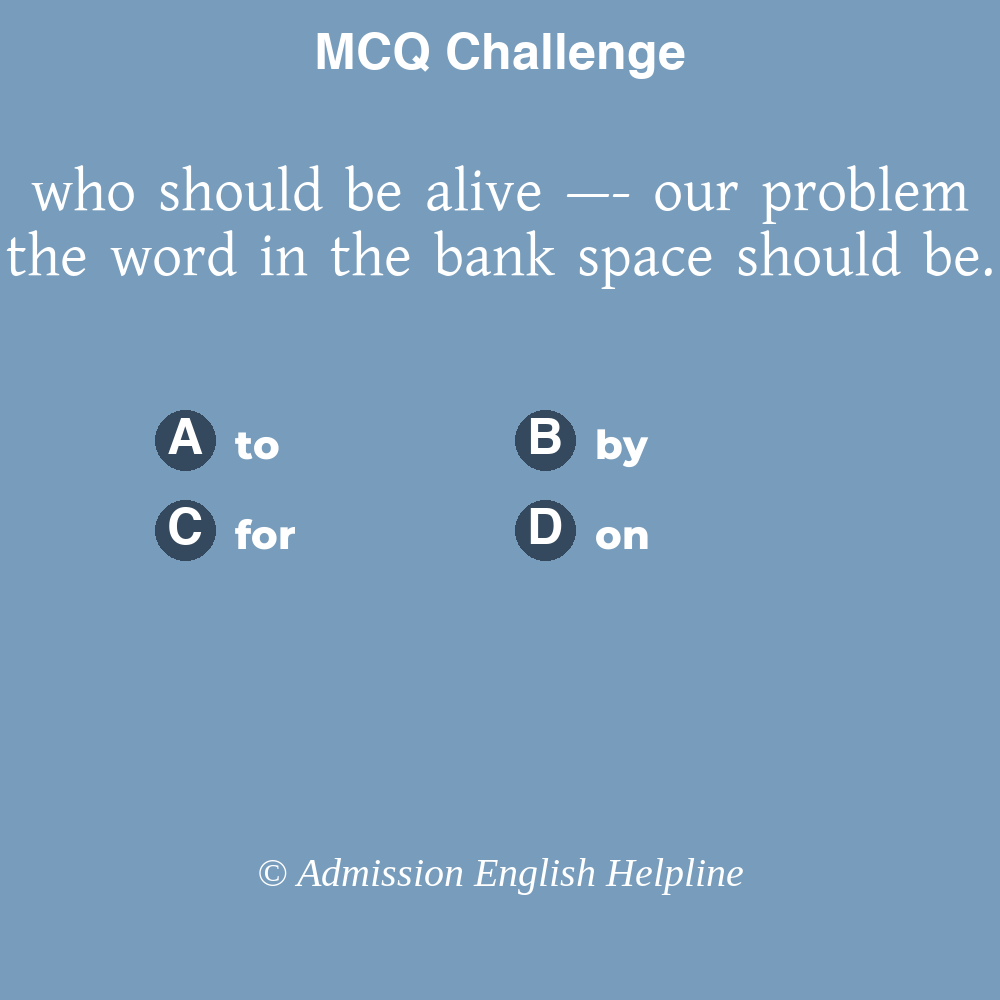 MCQ Challenge
who should be alive —- our problem
the word in the bank space should be.
A to
B by
C for
D on
© Admission English Helpline